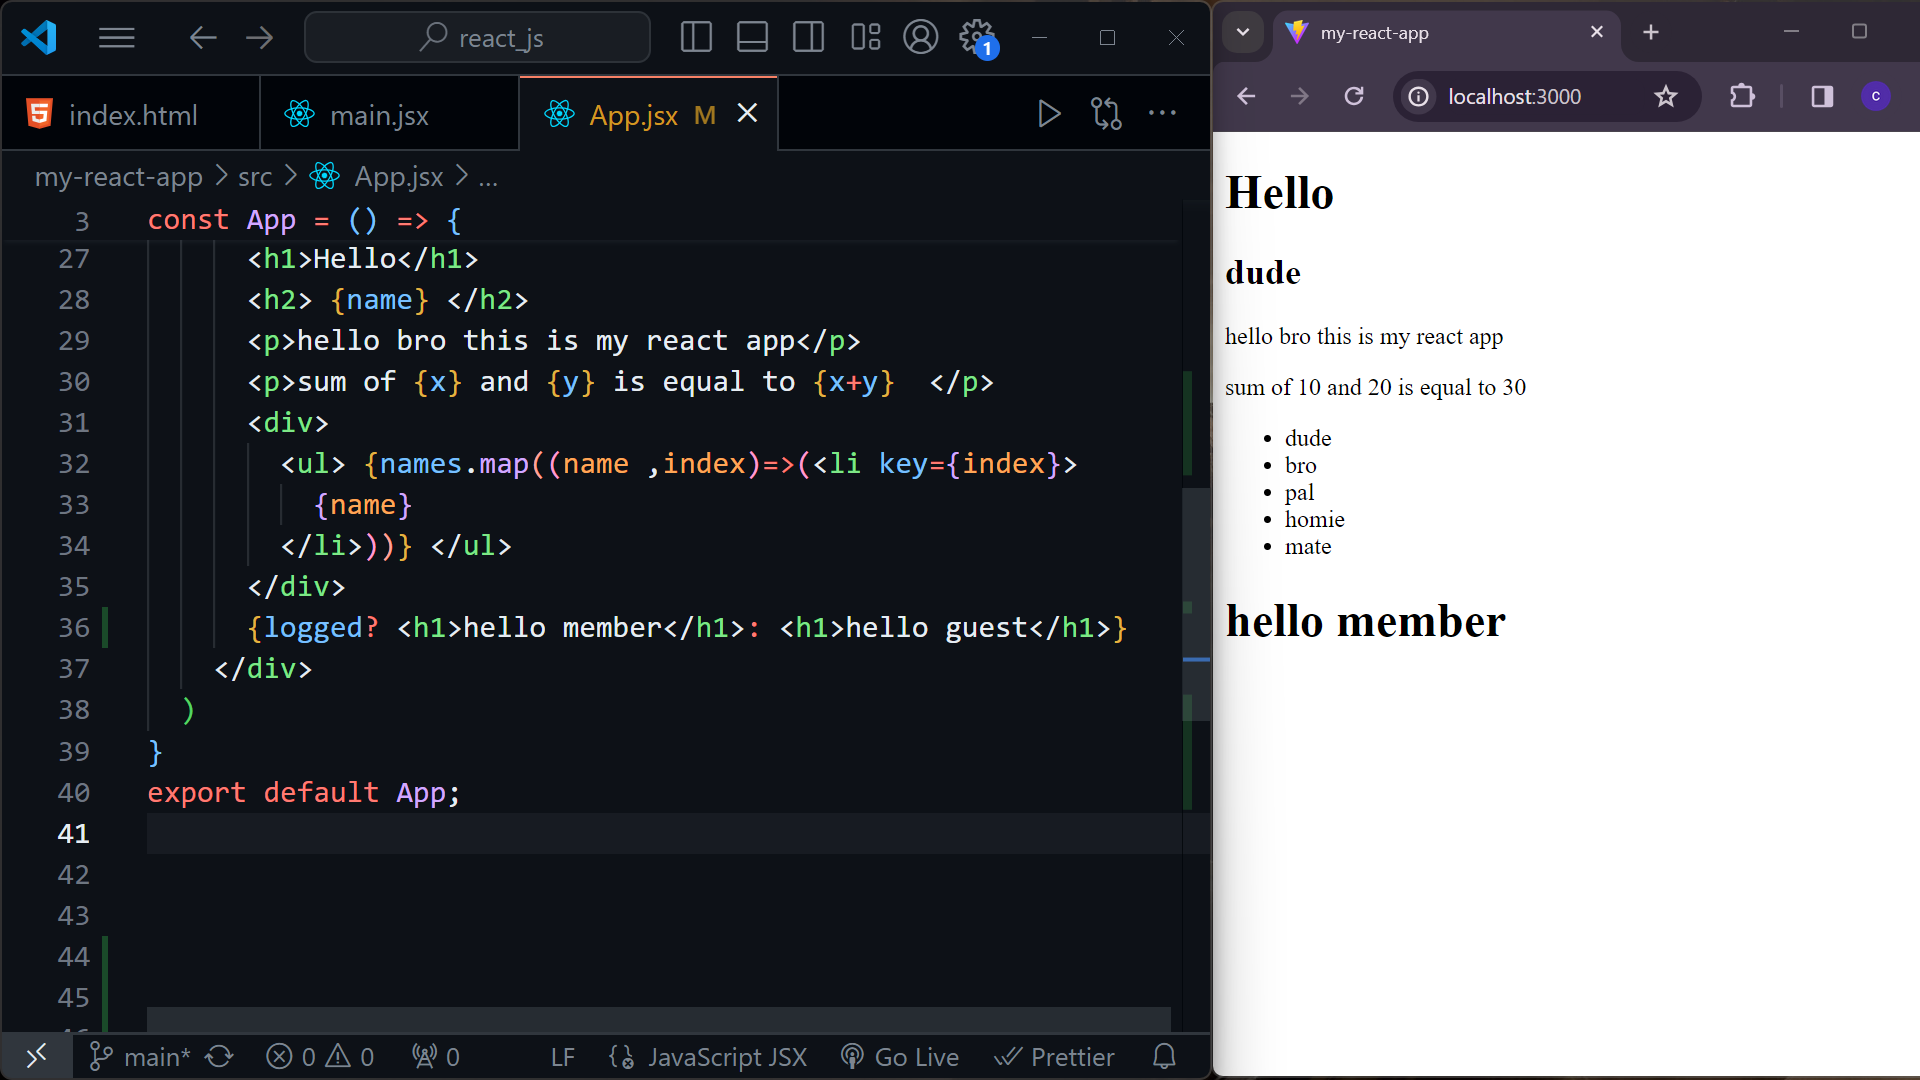 react_js
1
index.html
main.jsx
App.jsx M
my-react-app > src > App.jsx > ...
3 const App = () => {
27 <h1>Hello</h1>
28 <h2> {name} </h2>
29 <p>hello bro this is my react app</p>
30 <p>sum of {x} and {y} is equal to {x+y}  </p>
31 <div>
32 <ul> {names.map((name ,index)=>(<li key={index}>
33 {name}
34 </li>))} </ul>
35 </div>
36 {logged? <h1>hello member</h1>: <h1>hello guest</h1>}
37 </div>
38 )
39 }
40 export default App;
41
42
43
44
45
main* 0 0 0 LF JavaScript JSX Go Live Prettier
my-react-app
localhost:3000
c
Hello
dude
hello bro this is my react app
sum of 10 and 20 is equal to 30
• dude
• bro
• pal
• homie
• mate
hello member